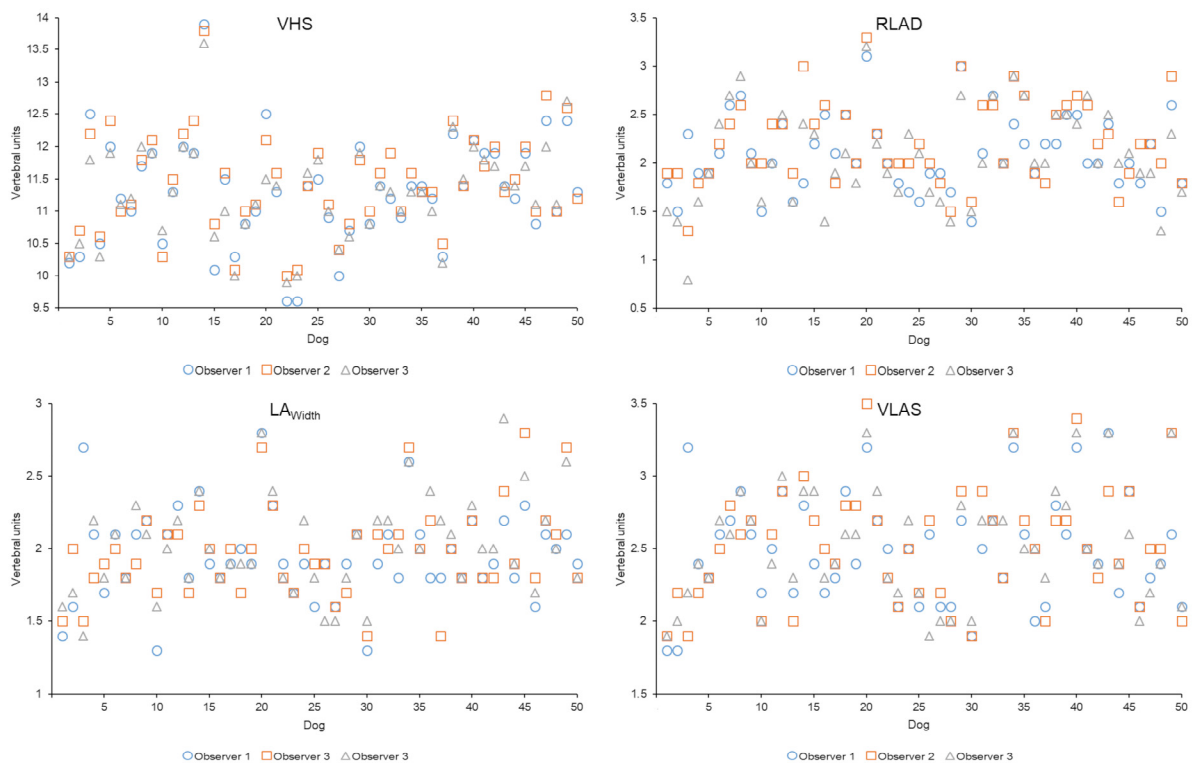 VHS
Vertebral units
14
13.5
13
12.5
12
11.5
11
10.5
10
9.5
5 10 15 20 25 30 35 40 45 50
Dog
Observer 1 Observer 2 Observer 3
RLAD
Verterbral units
3.5
3
2.5
2
1.5
1
0.5
5 10 15 20 25 30 35 40 45 50
Dog
Observer 1 Observer 2 Observer 3
LAWidth
Vertebral units
3
2.5
2
1.5
1
5 10 15 20 25 30 35 40 45 50
Dog
Observer 1 Observer 3 Observer 3
VLAS
Vertebral units
3.5
3
2.5
2
1.5
5 10 15 20 25 30 35 40 45 50
Dog
Observer 1 Observer 2 Observer 3